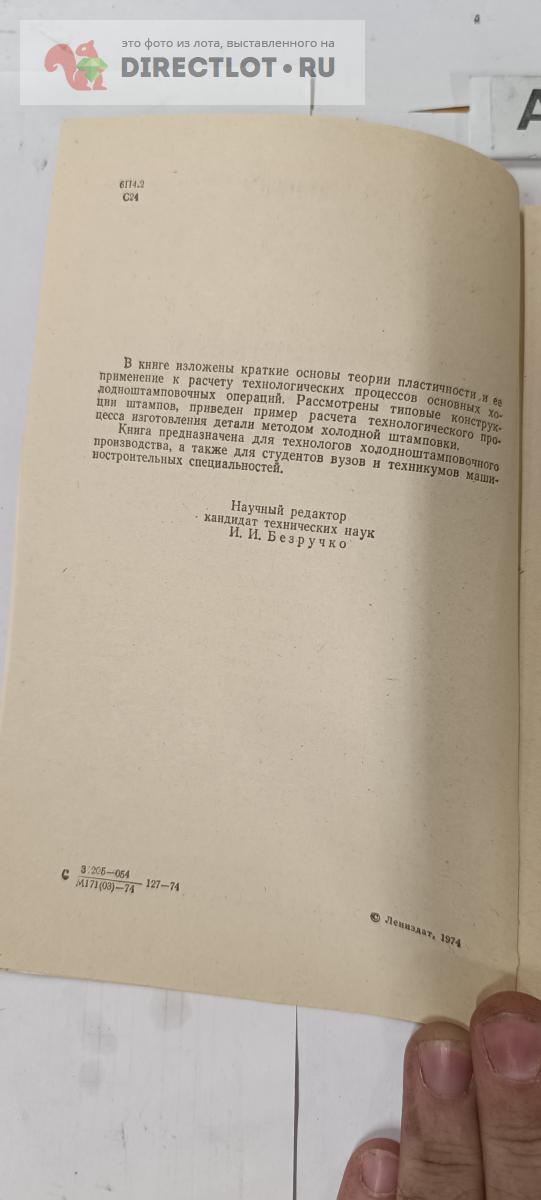 это фото из лота, выставленного на
DIRECTLOT•RU
А
6П4.2
С24
В книге изложены краткие основы теории пластичности и ее
применение к расчету технологических процессов основных хо-
лодноштамповочных операций. Рассмотрены типовые конструк-
ции штампов, приведен пример расчета технологического про-
цесса изготовления детали методом холодной штамповки.
Книга предназначена для технологов холодноштамповочного
производства, а также для студентов вузов и техникумов маши-
ностроительных специальностей.
Научный редактор
кандидат технических наук
И. И. Безручко
С
205—054
М171(03)—74
127—74
© Лениздат, 1974